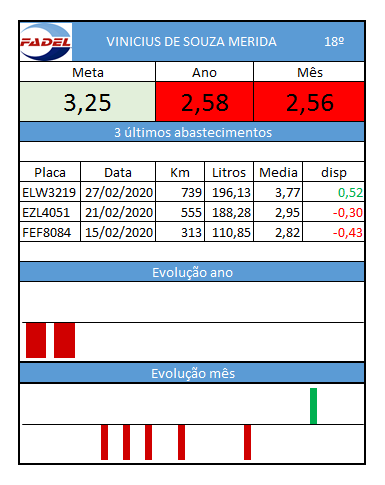 FADEL
VINICIUS DE SOUZA MERIDA 18º
Meta Ano Mês
3,25 2,58 2,56
3 últimos abastecimentos
Placa Data Km Litros Media disp
ELW3219 27/02/2020 739 196,13 3,77 0,52
EZL4051 21/02/2020 555 188,28 2,95 -0,30
FEF8084 15/02/2020 313 110,85 2,82 -0,43
Evolução ano
Evolução mês